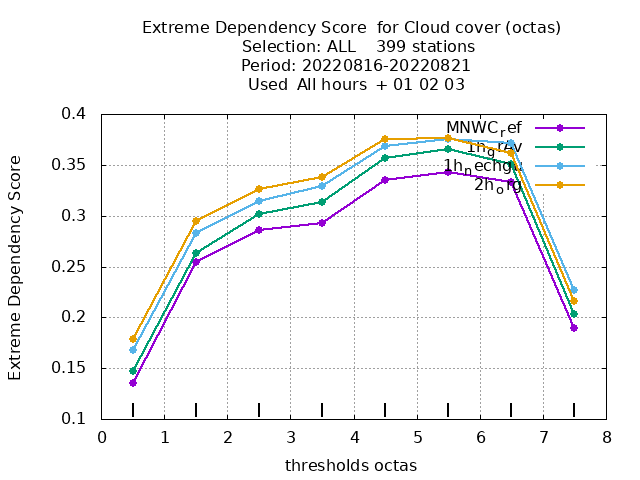 Extreme Dependency Score  for Cloud cover (octas)
Selection: ALL    399 stations
Period: 20220816-20220821
Used  All hours  + 01 02 03
Extreme Dependency Score
0.4
0.35
0.3
0.25
0.2
0.15
0.1
MNWCref
2horg
0 1 2 3 4 5 6 7 8
thresholds octas